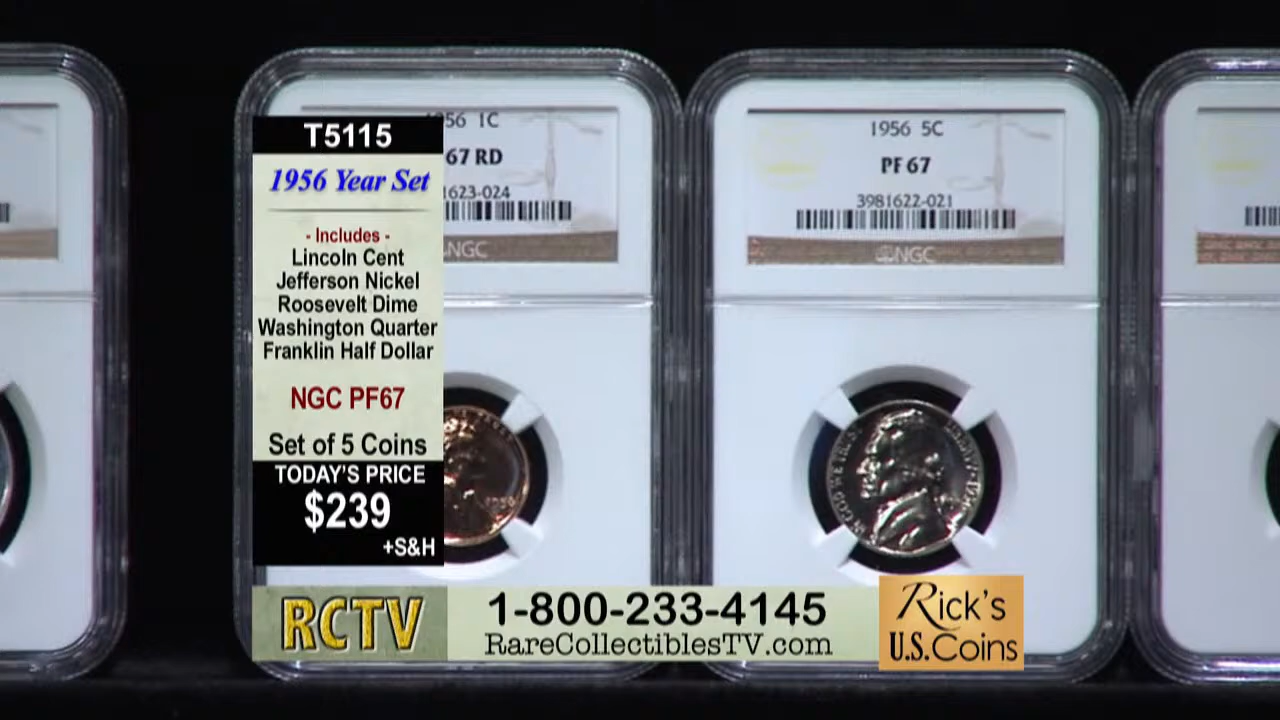 T5115
1956 Year Set
- Includes -
Lincoln Cent
Jefferson Nickel
Roosevelt Dime
Washington Quarter
Franklin Half Dollar
NGC PF67
Set of 5 Coins
TODAY'S PRICE
$239
+S&H
56 1C
67 RD
1623-024
NGC
1956 5C
PF 67
3981622-021
NGC
RCTV
1-800-233-4145
RareCollectiblesTV.com
Rick's
U.S. Coins